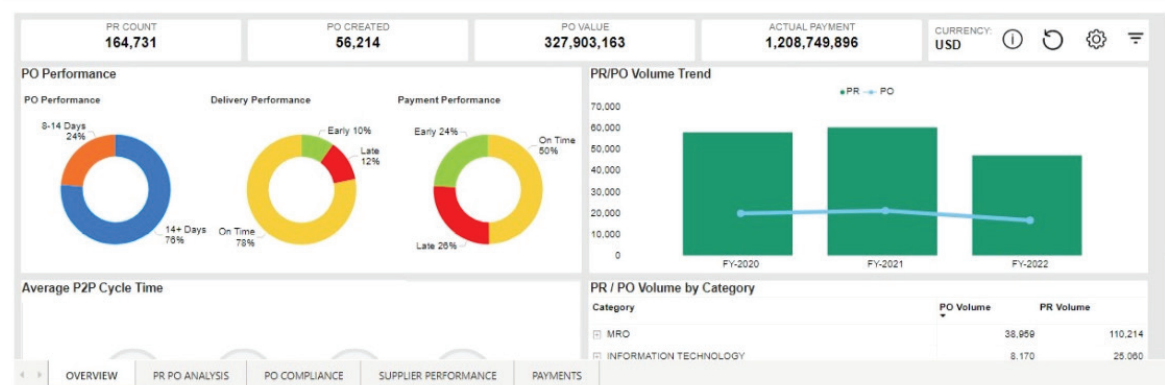 PR COUNT
164,731
PO CREATED
56,214
PO VALUE
327,903,163
ACTUAL PAYMENT
1,208,749,896
CURRENCY:
USD
PO Performance
PO Performance
8-14 Days
24%
14+ Days
76%
Delivery Performance
Early 10%
Late
12%
On Time
78%
Payment Performance
Early 24%
On Time
50%
Late 26%
PR/PO Volume Trend
PR PO
70,000
60,000
50,000
40,000
30,000
20,000
10,000
0
FY-2020 FY-2021 FY-2022
Average P2P Cycle Time
PR / PO Volume by Category
Category PO Volume PR Volume
MRO 38,959 110,214
INFORMATION TECHNOLOGY 8,170 25,060
OVERVIEW PR PO ANALYSIS PO COMPLIANCE SUPPLIER PERFORMANCE PAYMENTS